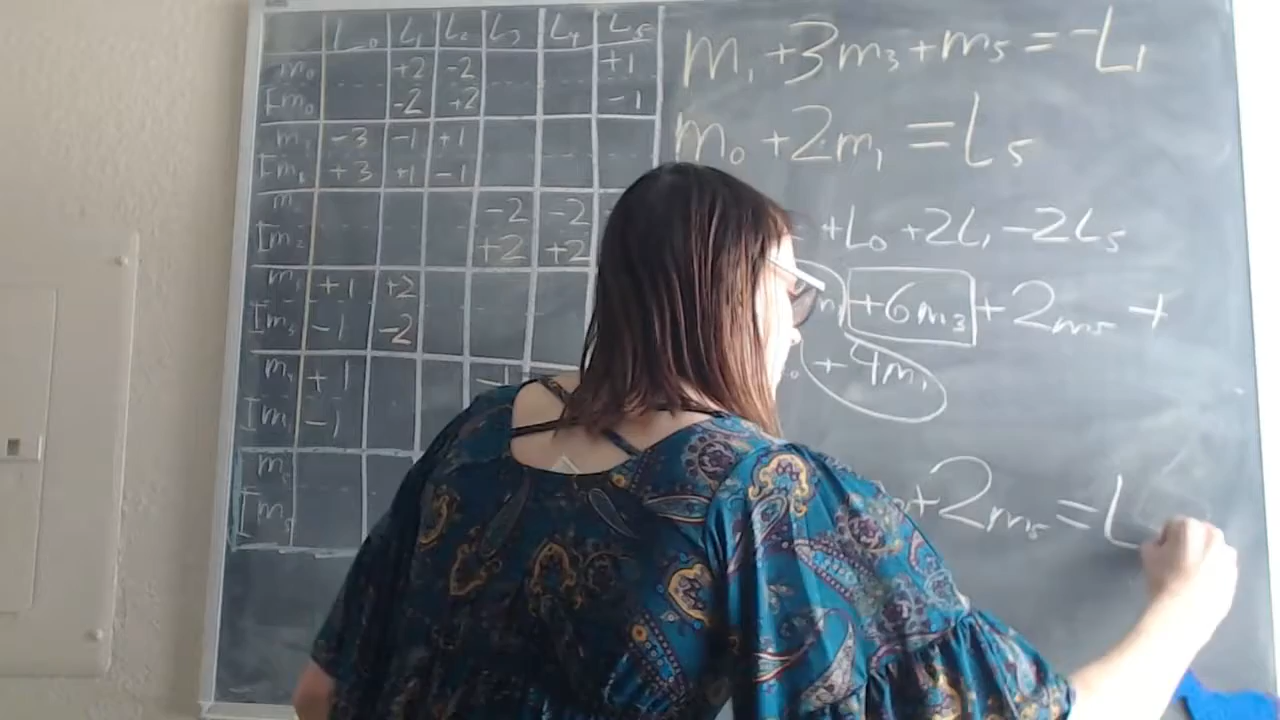 L₀ L₁ L₂ L₃ L₄ L₅
m₀ +2 -2 +1
Im₀ -2 +2 -1
m₁ -3 -1 +1
Im₁ +3 +1 -1
m₂ -2 -2
Im₂ +2 +2
m₃ +1 +2
Im₃ -1 -2
m₄ +1
Im₄ -1
m₅
Im₅
m₁ +3m₃ +m₅ = -L₁
m₀ +2m₁ = L₅
+L₀ +2L₁ -2L₅
+6m₃ +2m₅ +
+4m₁
+2m₅ = L